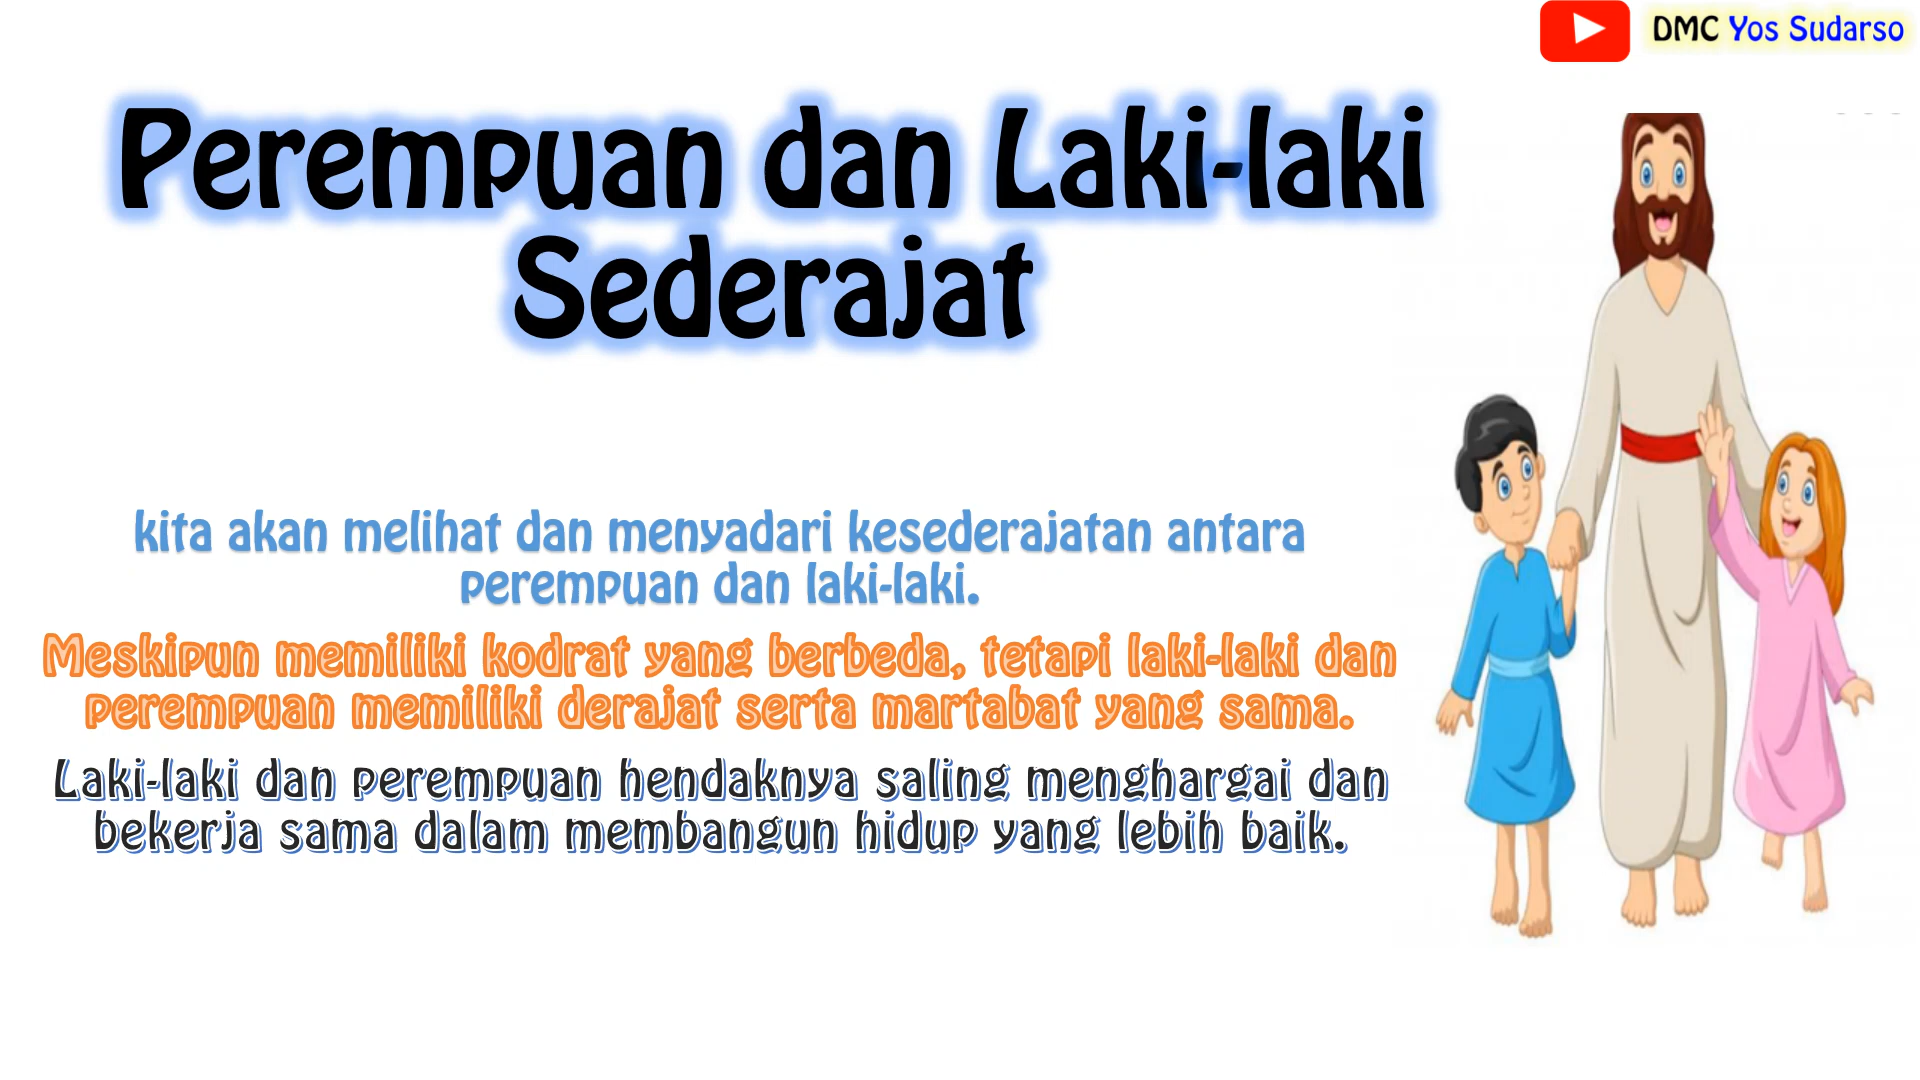 DMC Yos Sudarso
Perempuan dan Laki-laki
Sederajat
kita akan melihat dan menyadari kesederajatan antara
perempuan dan laki-laki.
Meskipun memiliki kodrat yang berbeda, tetapi laki-laki dan
perempuan memiliki derajat serta martabat yang sama.
Laki-laki dan perempuan hendaknya saling menghargai dan
bekerja sama dalam membangun hidup yang lebih baik.